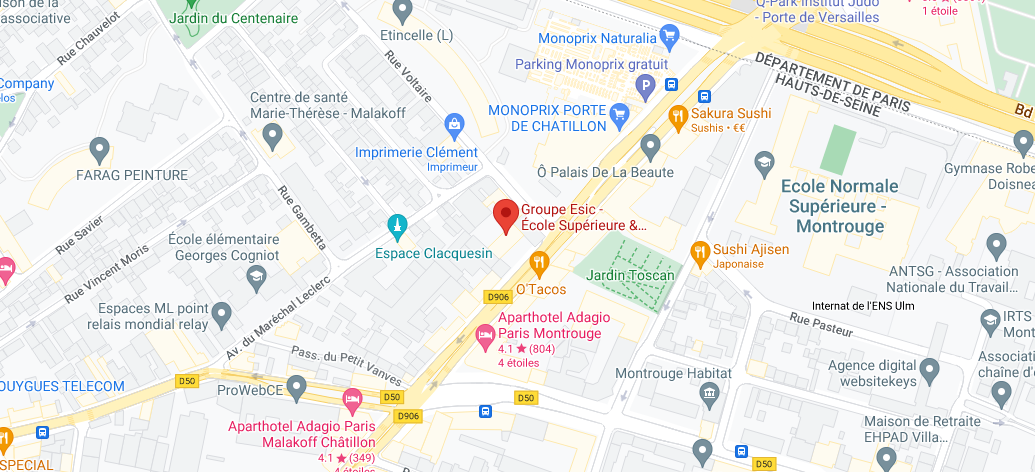 son de la
associative
Jardin du Centenaire
Etincelle (L)
Q-Park Institut Judo
- Porte de Versailles
1 étoile
Rue Chauvelot
Monoprix Naturalia
Parking Monoprix gratuit
Rue Voltaire
DÉPARTEMENT DE PARIS
HAUTS-DE-SEINE
Company
elos
Centre de santé
Marie-Thérèse - Malakoff
MONOPRIX PORTE
DE CHATILLON
Sakura Sushi
Sushis • €€
Bd
Imprimerie Clément
Imprimeur
Ô Palais De La Beaute
FARAG PEINTURE
Gymnase Robe
Doisnea
Ecole Normale
Supérieure -
Montrouge
Rue Gambetta
Rue Savier
Groupe Esic -
École Supérieure &...
École élémentaire
Georges Cogniot
Espace Clacquesin
Sushi Ajisen
Japonaise
Rue Vincent Moris
Jardin Toscan
ANTSG - Association
Nationale du Travail...
O'Tacos
D906
Espaces ML point
relais mondial relay
Av. du Maréchal Leclerc
Internat de l'ENS Ulm
Aparthotel Adagio
Paris Montrouge
4.1 ★ (804)
4 étoiles
Rue Pasteur
IRTS
Mont
Pass. du Petit Vanves
Associati
chaîne d'e
Agence digital
websitekeys
Montrouge Habitat
OUYGUES TELECOM
D50
ProWebCE
D50
D50
D906
Aparthotel Adagio Paris
Malakoff Châtillon
4.1 ★ (349)
4 étoiles
Maison de Retraite
EHPAD Villa...
SPECIAL
D50